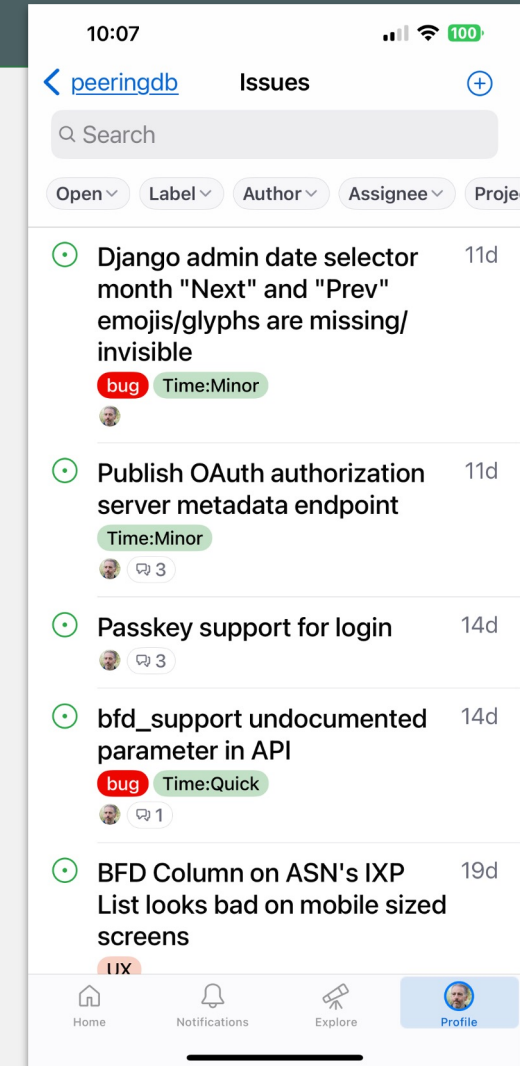 10:07
100
peeringdb
Issues
Search
Open
Label
Author
Assignee
Proje
Django admin date selector
11d
month "Next" and "Prev"
emojis/glyphs are missing/
invisible
bug
Time:Minor
Publish OAuth authorization
11d
server metadata endpoint
Time:Minor
3
Passkey support for login
14d
3
bfd_support undocumented
14d
parameter in API
bug
Time:Quick
1
BFD Column on ASN's IXP
19d
List looks bad on mobile sized
screens
UX
Home
Notifications
Explore
Profile